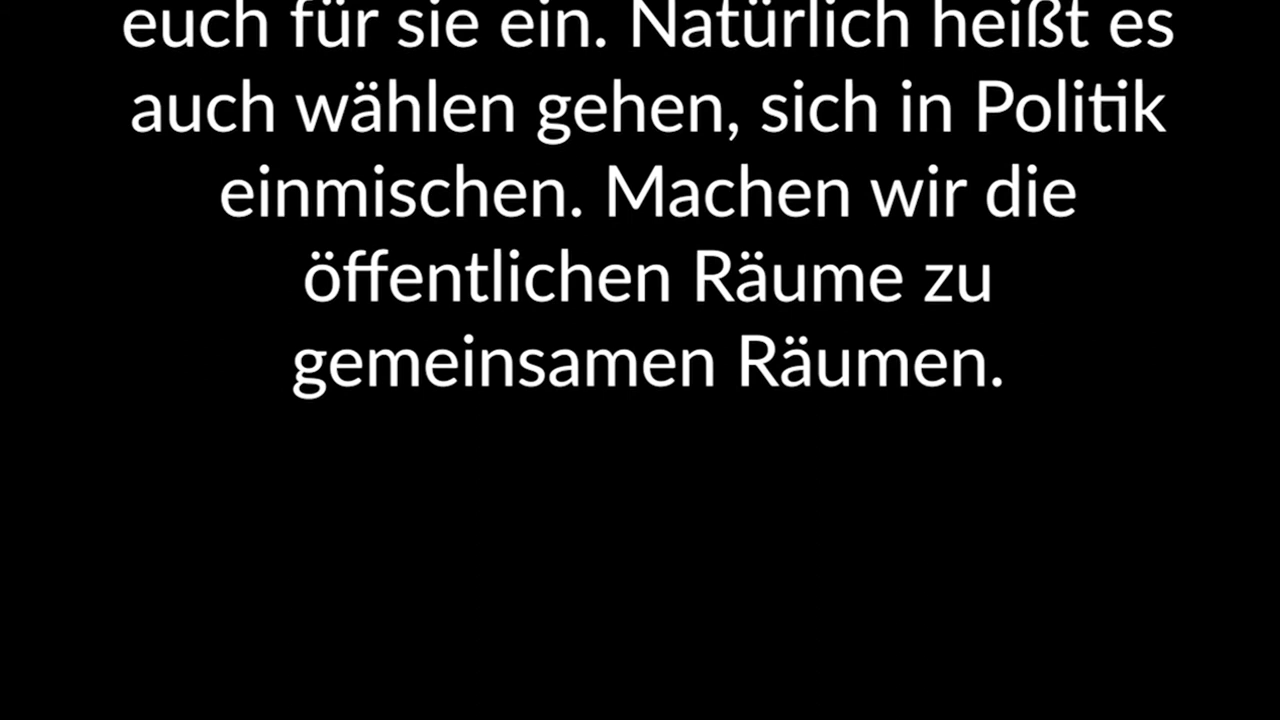 euch für sie ein. Natürlich heißt es
auch wählen gehen, sich in Politik
einmischen. Machen wir die
öffentlichen Räume zu
gemeinsamen Räumen.